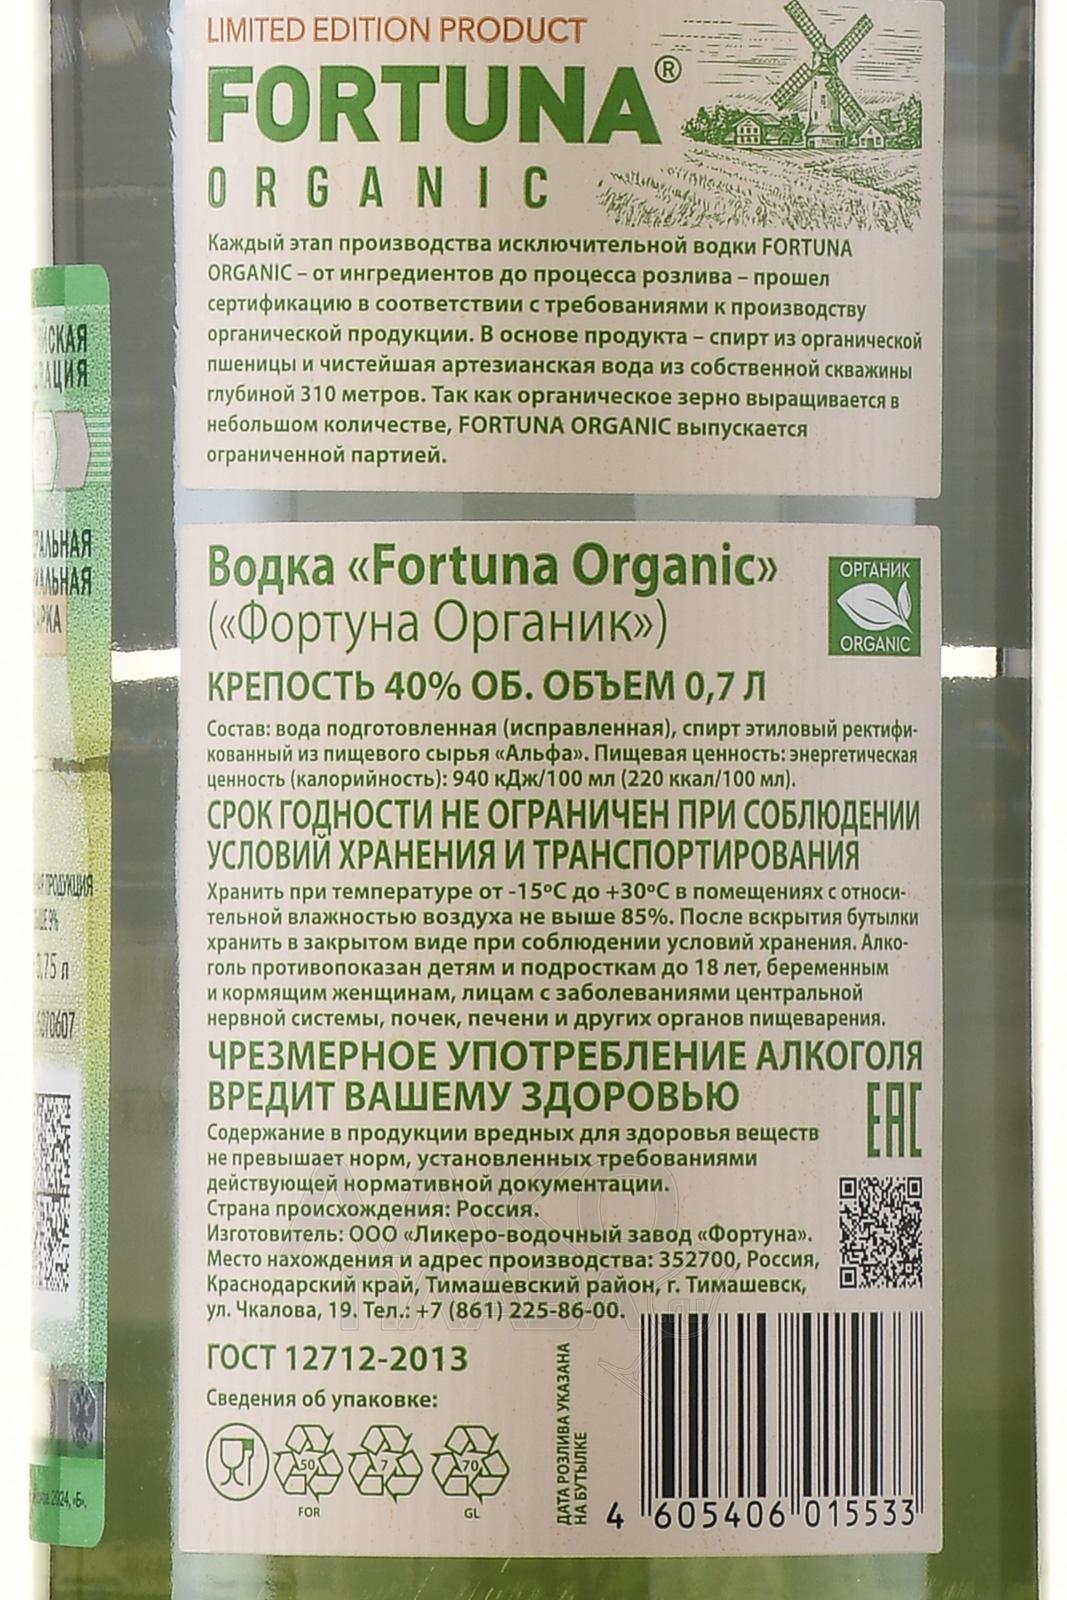 LIMITED EDITION PRODUCT
FORTUNA®
ORGANIC
Каждый этап производства исключительной водки FORTUNA
ORGANIC – от ингредиентов до процесса розлива – прошел
сертификацию в соответствии с требованиями к производству
органической продукции. В основе продукта – спирт из органической
пшеницы и чистейшая артезианская вода из собственной скважины
глубиной 310 метров. Так как органическое зерно выращивается в
небольшом количестве, FORTUNA ORGANIC выпускается
ограниченной партией.
Водка «Fortuna Organic»
(«Фортуна Органик»)
ОРГАНИК
ORGANIC
КРЕПОСТЬ 40% ОБ. ОБЪЕМ 0,7 Л
Состав: вода подготовленная (исправленная), спирт этиловый ректифи-
кованный из пищевого сырья «Альфа». Пищевая ценность: энергетическая
ценность (калорийность): 940 кДж/100 мл (220 ккал/100 мл).
СРОК ГОДНОСТИ НЕ ОГРАНИЧЕН ПРИ СОБЛЮДЕНИИ
УСЛОВИЙ ХРАНЕНИЯ И ТРАНСПОРТИРОВАНИЯ
Хранить при температуре от -15ºС до +30ºС в помещениях с относи-
тельной влажностью воздуха не выше 85%. После вскрытия бутылки
хранить в закрытом виде при соблюдении условий хранения. Алко-
голь противопоказан детям и подросткам до 18 лет, беременным
и кормящим женщинам, лицам с заболеваниями центральной
нервной системы, почек, печени и других органов пищеварения.
ЧРЕЗМЕРНОЕ УПОТРЕБЛЕНИЕ АЛКОГОЛЯ
ВРЕДИТ ВАШЕМУ ЗДОРОВЬЮ
EAC
Содержание в продукции вредных для здоровья веществ
не превышает норм, установленных требованиями
действующей нормативной документации.
Страна происхождения: Россия.
Изготовитель: ООО «Ликеро-водочный завод «Фортуна».
Место нахождения и адрес производства: 352700, Россия,
Краснодарский край, Тимашевский район, г. Тимашевск,
ул. Чкалова, 19. Тел.: +7 (861) 225-86-00.
ГОСТ 12712-2013
Сведения об упаковке:
50
FOR
7
70
GL
ДАТА РОЗЛИВА УКАЗАНА
НА БУТЫЛКЕ
4 605406 015533